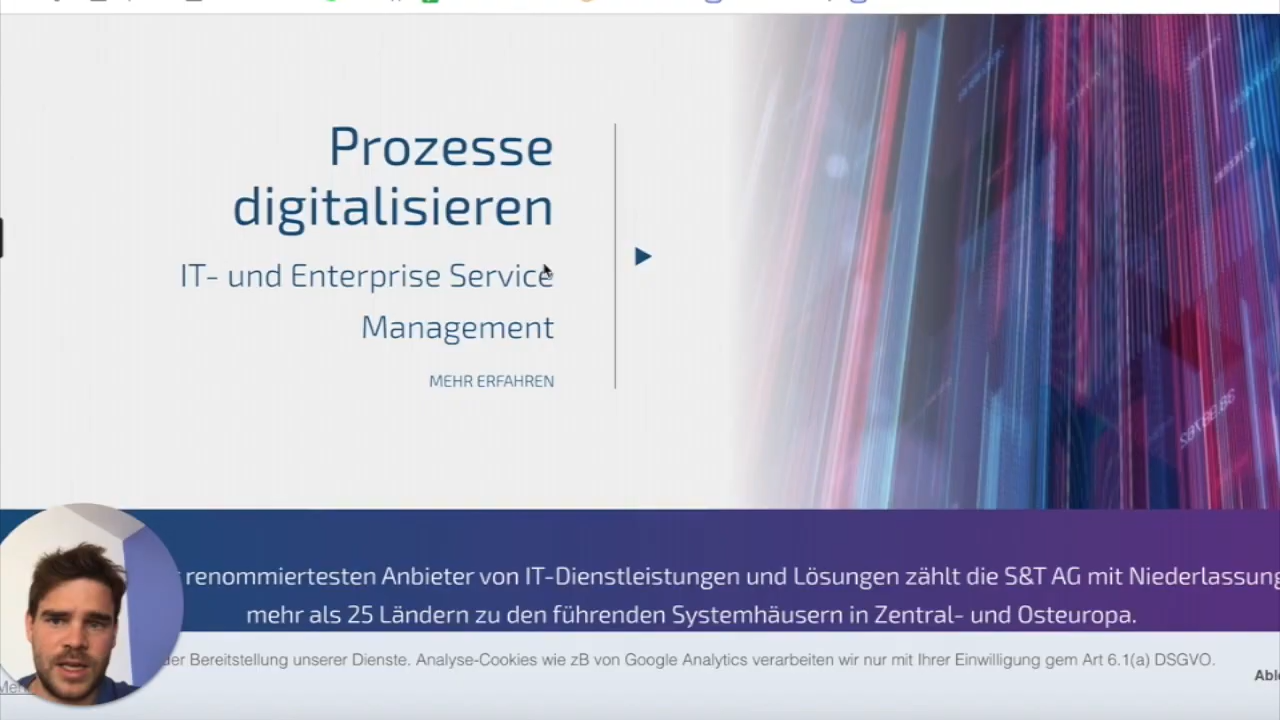 Prozesse
digitalisieren
IT- und Enterprise Service
Management
MEHR ERFAHREN
renommiertesten Anbieter von IT-Dienstleistungen und Lösungen zählt die S&T AG mit Niederlassung
mehr als 25 Ländern zu den führenden Systemhäusern in Zentral- und Osteuropa.
der Bereitstellung unserer Dienste. Analyse-Cookies wie zB von Google Analytics verarbeiten wir nur mit Ihrer Einwilligung gem Art 6.1(a) DSGVO.